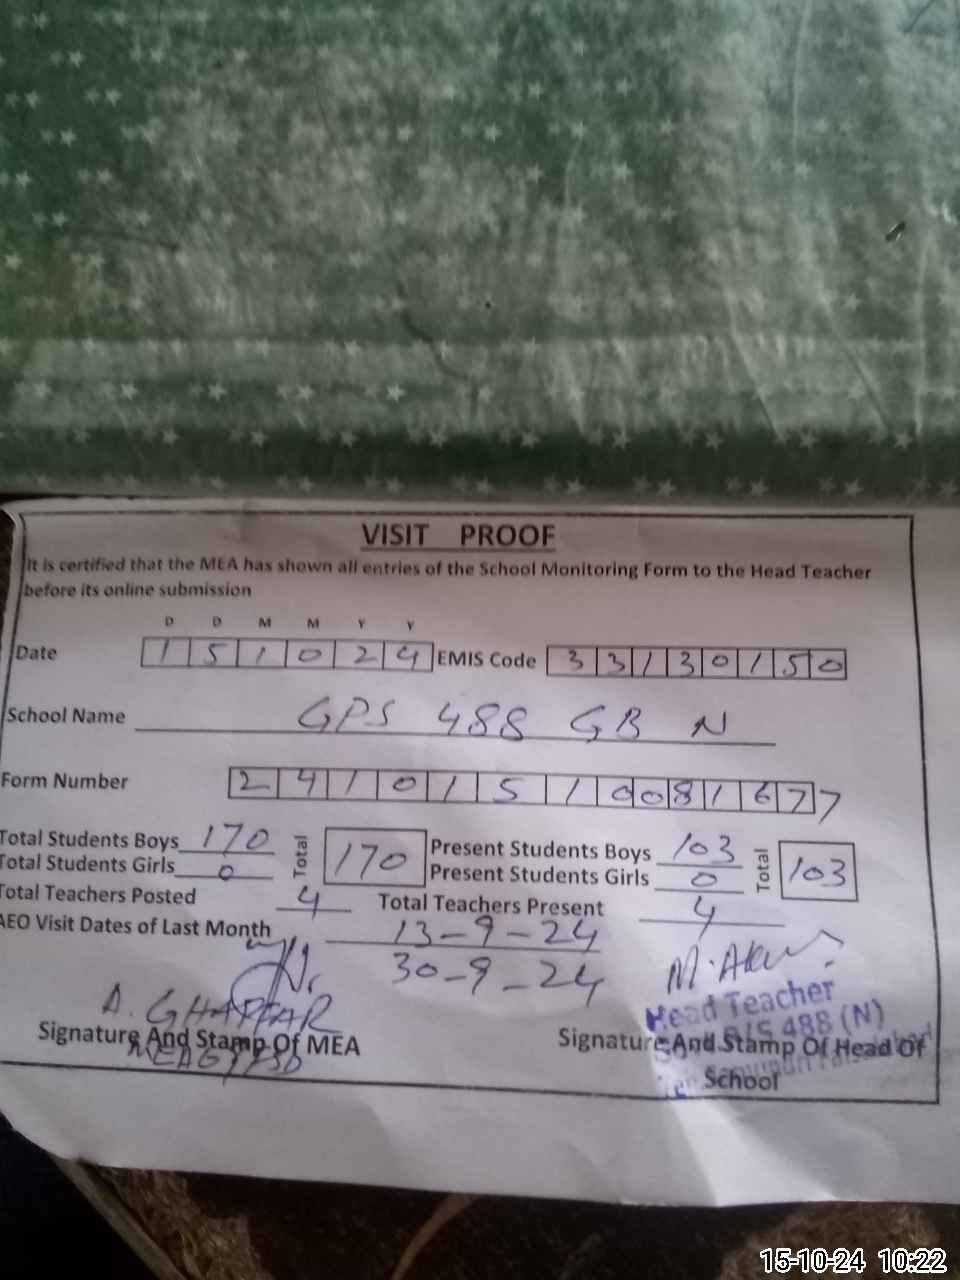 VISIT PROOF
It is certified that the MEA has shown all entries of the School Monitoring Form to the Head Teacher
before its online submission
D D M M Y Y
Date 1 5 1 0 2 4 EMIS Code 3 3 1 3 0 1 5 0
School Name GPS 488 GB N
Form Number 2 4 1 0 1 5 1 0 0 8 1 6 7 7
Total Students Boys 170 Total 170 Present Students Boys 103 Total 103
Total Students Girls 0 Present Students Girls 0
Total Teachers Posted 4 Total Teachers Present 4
AEO Visit Dates of Last Month 13-9-24
30-9-24
A. GHAFFAR
Signature And Stamp Of MEA
Head Teacher
488 (N)
Signature And Stamp Of Head Of
School
15-10-24 10:22